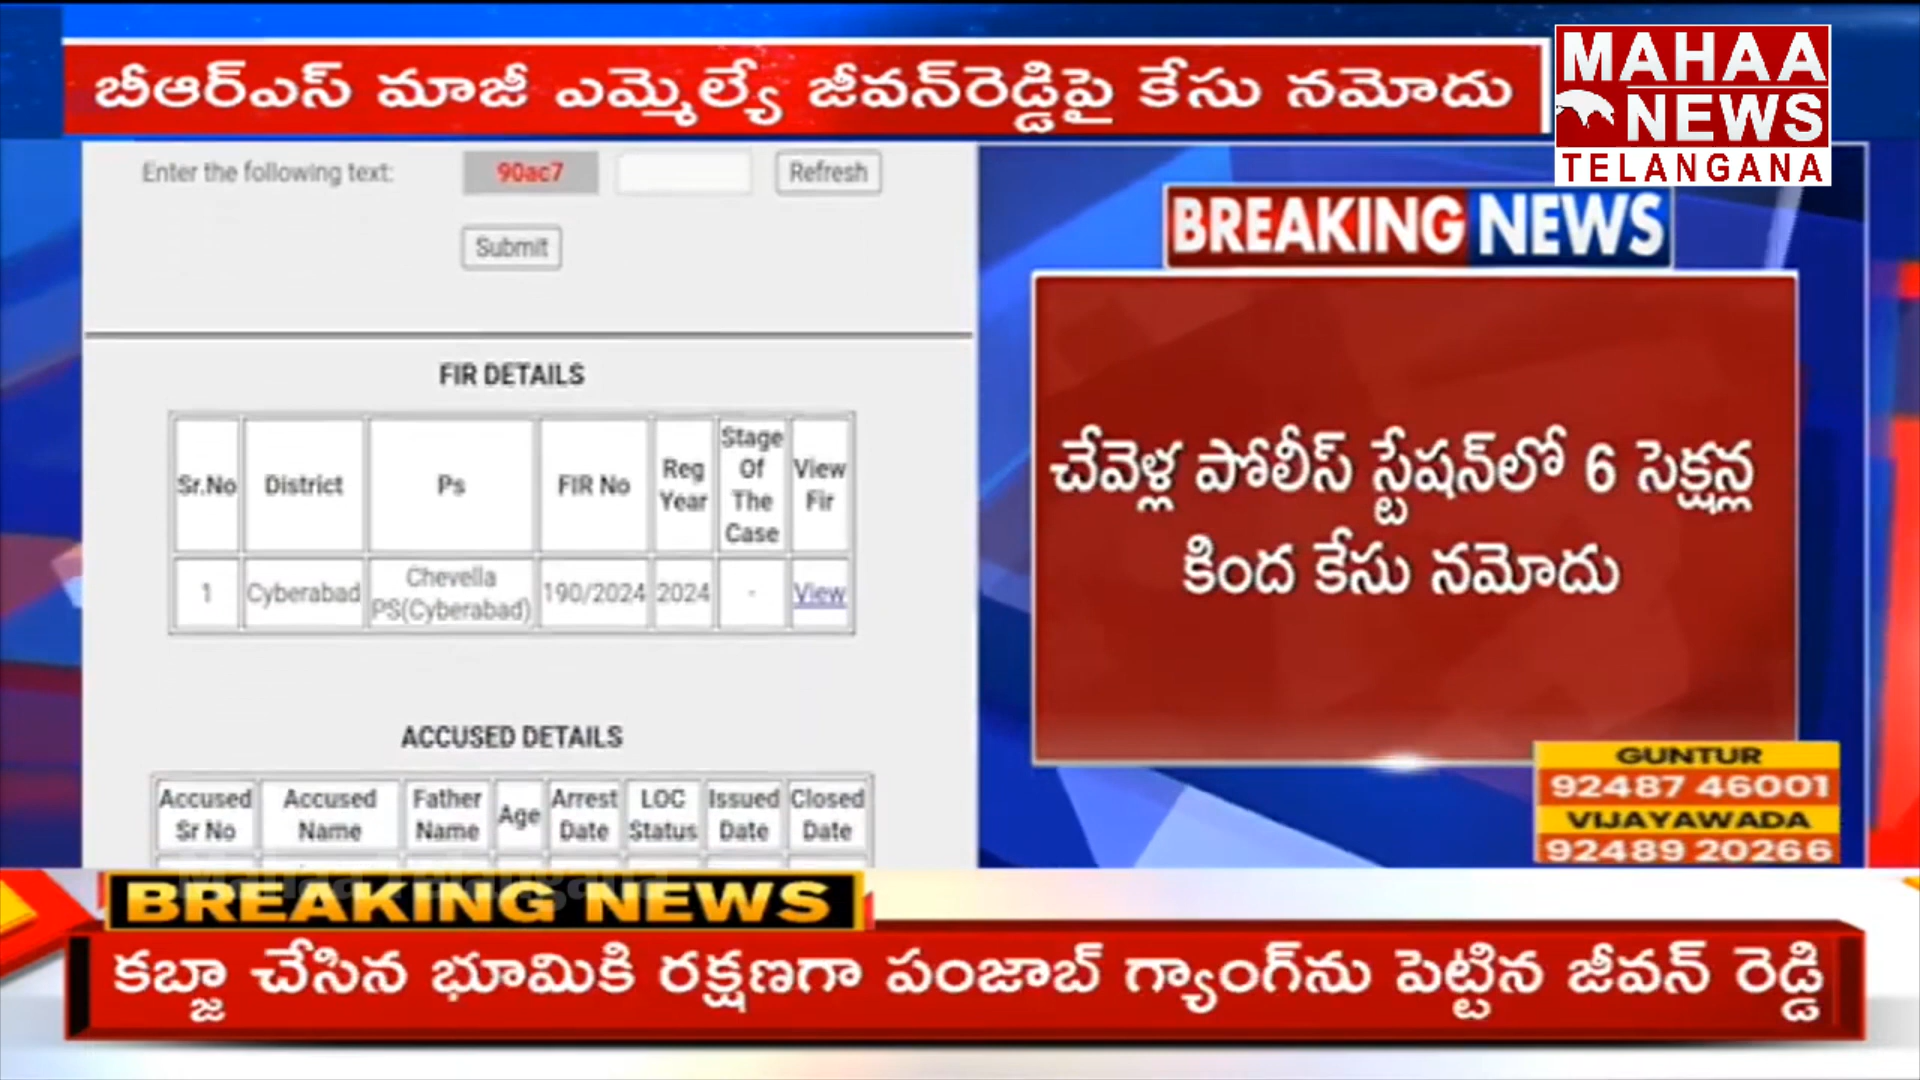 బీఆర్ఎస్ మాజీ ఎమ్మెల్యే జీవన్‌రెడ్డిపై కేసు నమోదు
MAHAA
NEWS
TELANGANA
Enter the following text:
90ac7
Refresh
Submit
FIR DETAILS
Sr.No District Ps FIR No Reg Year Stage Of The Case View Fir
1 Cyberabad Chevella PS(Cyberabad) 190/2024 2024 - View
ACCUSED DETAILS
Accused Sr No Accused Name Father Name Age Arrest Date LOC Status Issued Date Closed Date
BREAKING NEWS
చేవెళ్ల పోలీస్ స్టేషన్‌లో 6 సెక్షన్ల
కింద కేసు నమోదు
GUNTUR
92487 46001
VIJAYAWADA
92489 20266
Mahaa Telangana
BREAKING NEWS
కబ్జా చేసిన భూమికి రక్షణగా పంజాబ్ గ్యాంగ్‌ను పెట్టిన జీవన్ రెడ్డి